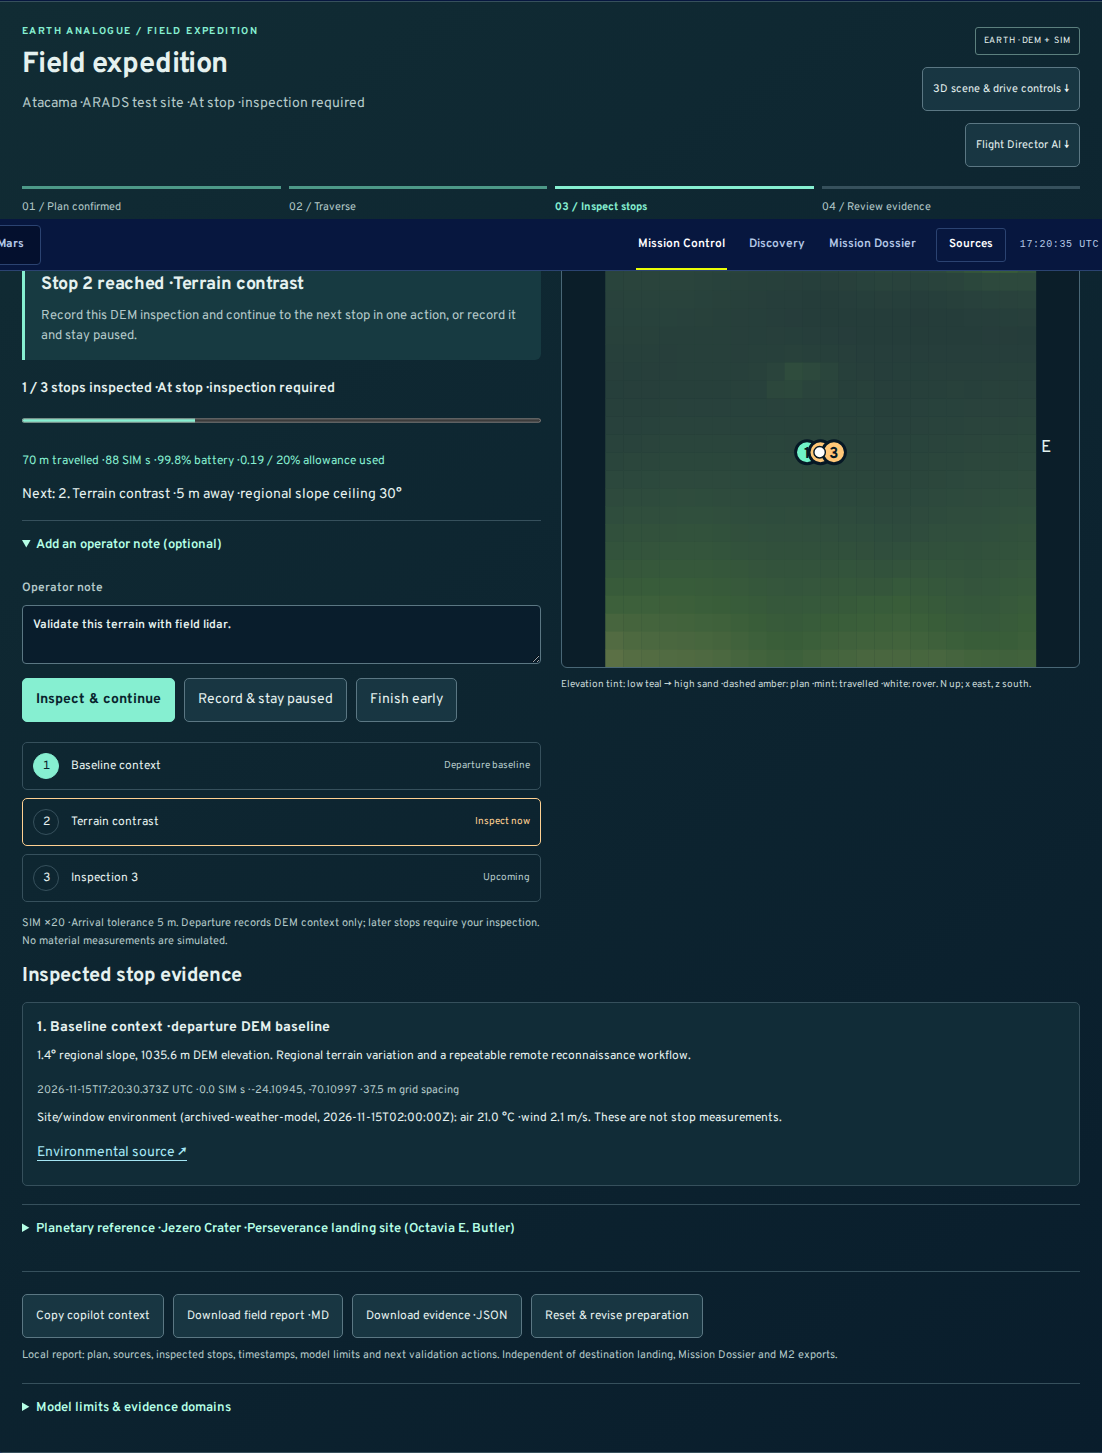 EARTH ANALOGUE / FIELD EXPEDITION
Field expedition
Atacama · ARADS test site · At stop · inspection required
EARTH · DEM + SIM
3D scene & drive controls ↓
Flight Director AI ↓
01 / Plan confirmed
02 / Traverse
03 / Inspect stops
04 / Review evidence
Mars
Mission Control
Discovery
Mission Dossier
Sources
17:20:35 UTC
Stop 2 reached · Terrain contrast
Record this DEM inspection and continue to the next stop in one action, or record it
and stay paused.
1 / 3 stops inspected · At stop · inspection required
70 m travelled · 88 SIM s · 99.8% battery · 0.19 / 20% allowance used
Next: 2. Terrain contrast · 5 m away · regional slope ceiling 30°
▼ Add an operator note (optional)
Operator note
Validate this terrain with field lidar.
Inspect & continue
Record & stay paused
Finish early
1 Baseline context Departure baseline
2 Terrain contrast Inspect now
3 Inspection 3 Upcoming
SIM ×20 · Arrival tolerance 5 m. Departure records DEM context only; later stops require your inspection.
No material measurements are simulated.
1 3
E
Elevation tint: low teal → high sand · dashed amber: plan · mint: travelled · white: rover. N up; x east, z south.
Inspected stop evidence
1. Baseline context · departure DEM baseline
1.4° regional slope, 1035.6 m DEM elevation. Regional terrain variation and a repeatable remote reconnaissance workflow.
2026-11-15T17:20:30.373Z UTC · 0.0 SIM s · -24.10945, -70.10997 · 37.5 m grid spacing
Site/window environment (archived-weather-model, 2026-11-15T02:00:00Z): air 21.0 °C · wind 2.1 m/s. These are not stop measurements.
Environmental source ↗
▶ Planetary reference · Jezero Crater · Perseverance landing site (Octavia E. Butler)
Copy copilot context
Download field report · MD
Download evidence · JSON
Reset & revise preparation
Local report: plan, sources, inspected stops, timestamps, model limits and next validation actions. Independent of destination landing, Mission Dossier and M2 exports.
▶ Model limits & evidence domains